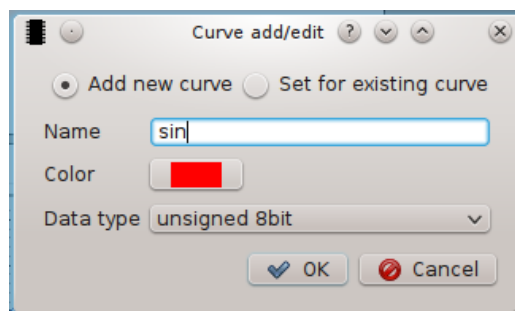 Curve add/edit
Add new curve Set for existing curve
Name sin
Color
Data type unsigned 8bit
OK Cancel